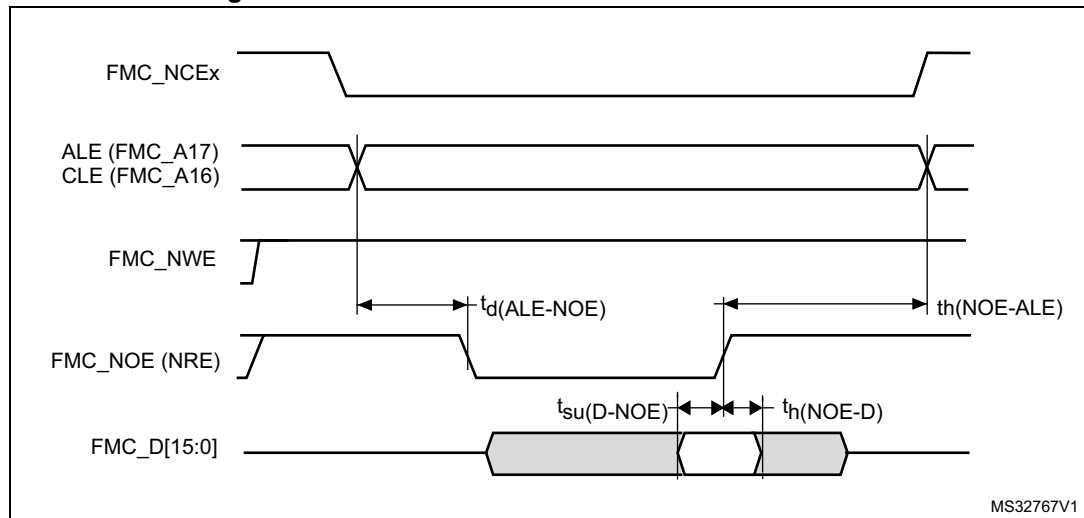 FMC_NCEx
ALE (FMC_A17)
CLE (FMC_A16)
FMC_NWE
td(ALE-NOE)
th(NOE-ALE)
FMC_NOE (NRE)
tsu(D-NOE)
th(NOE-D)
FMC_D[15:0]
MS32767V1